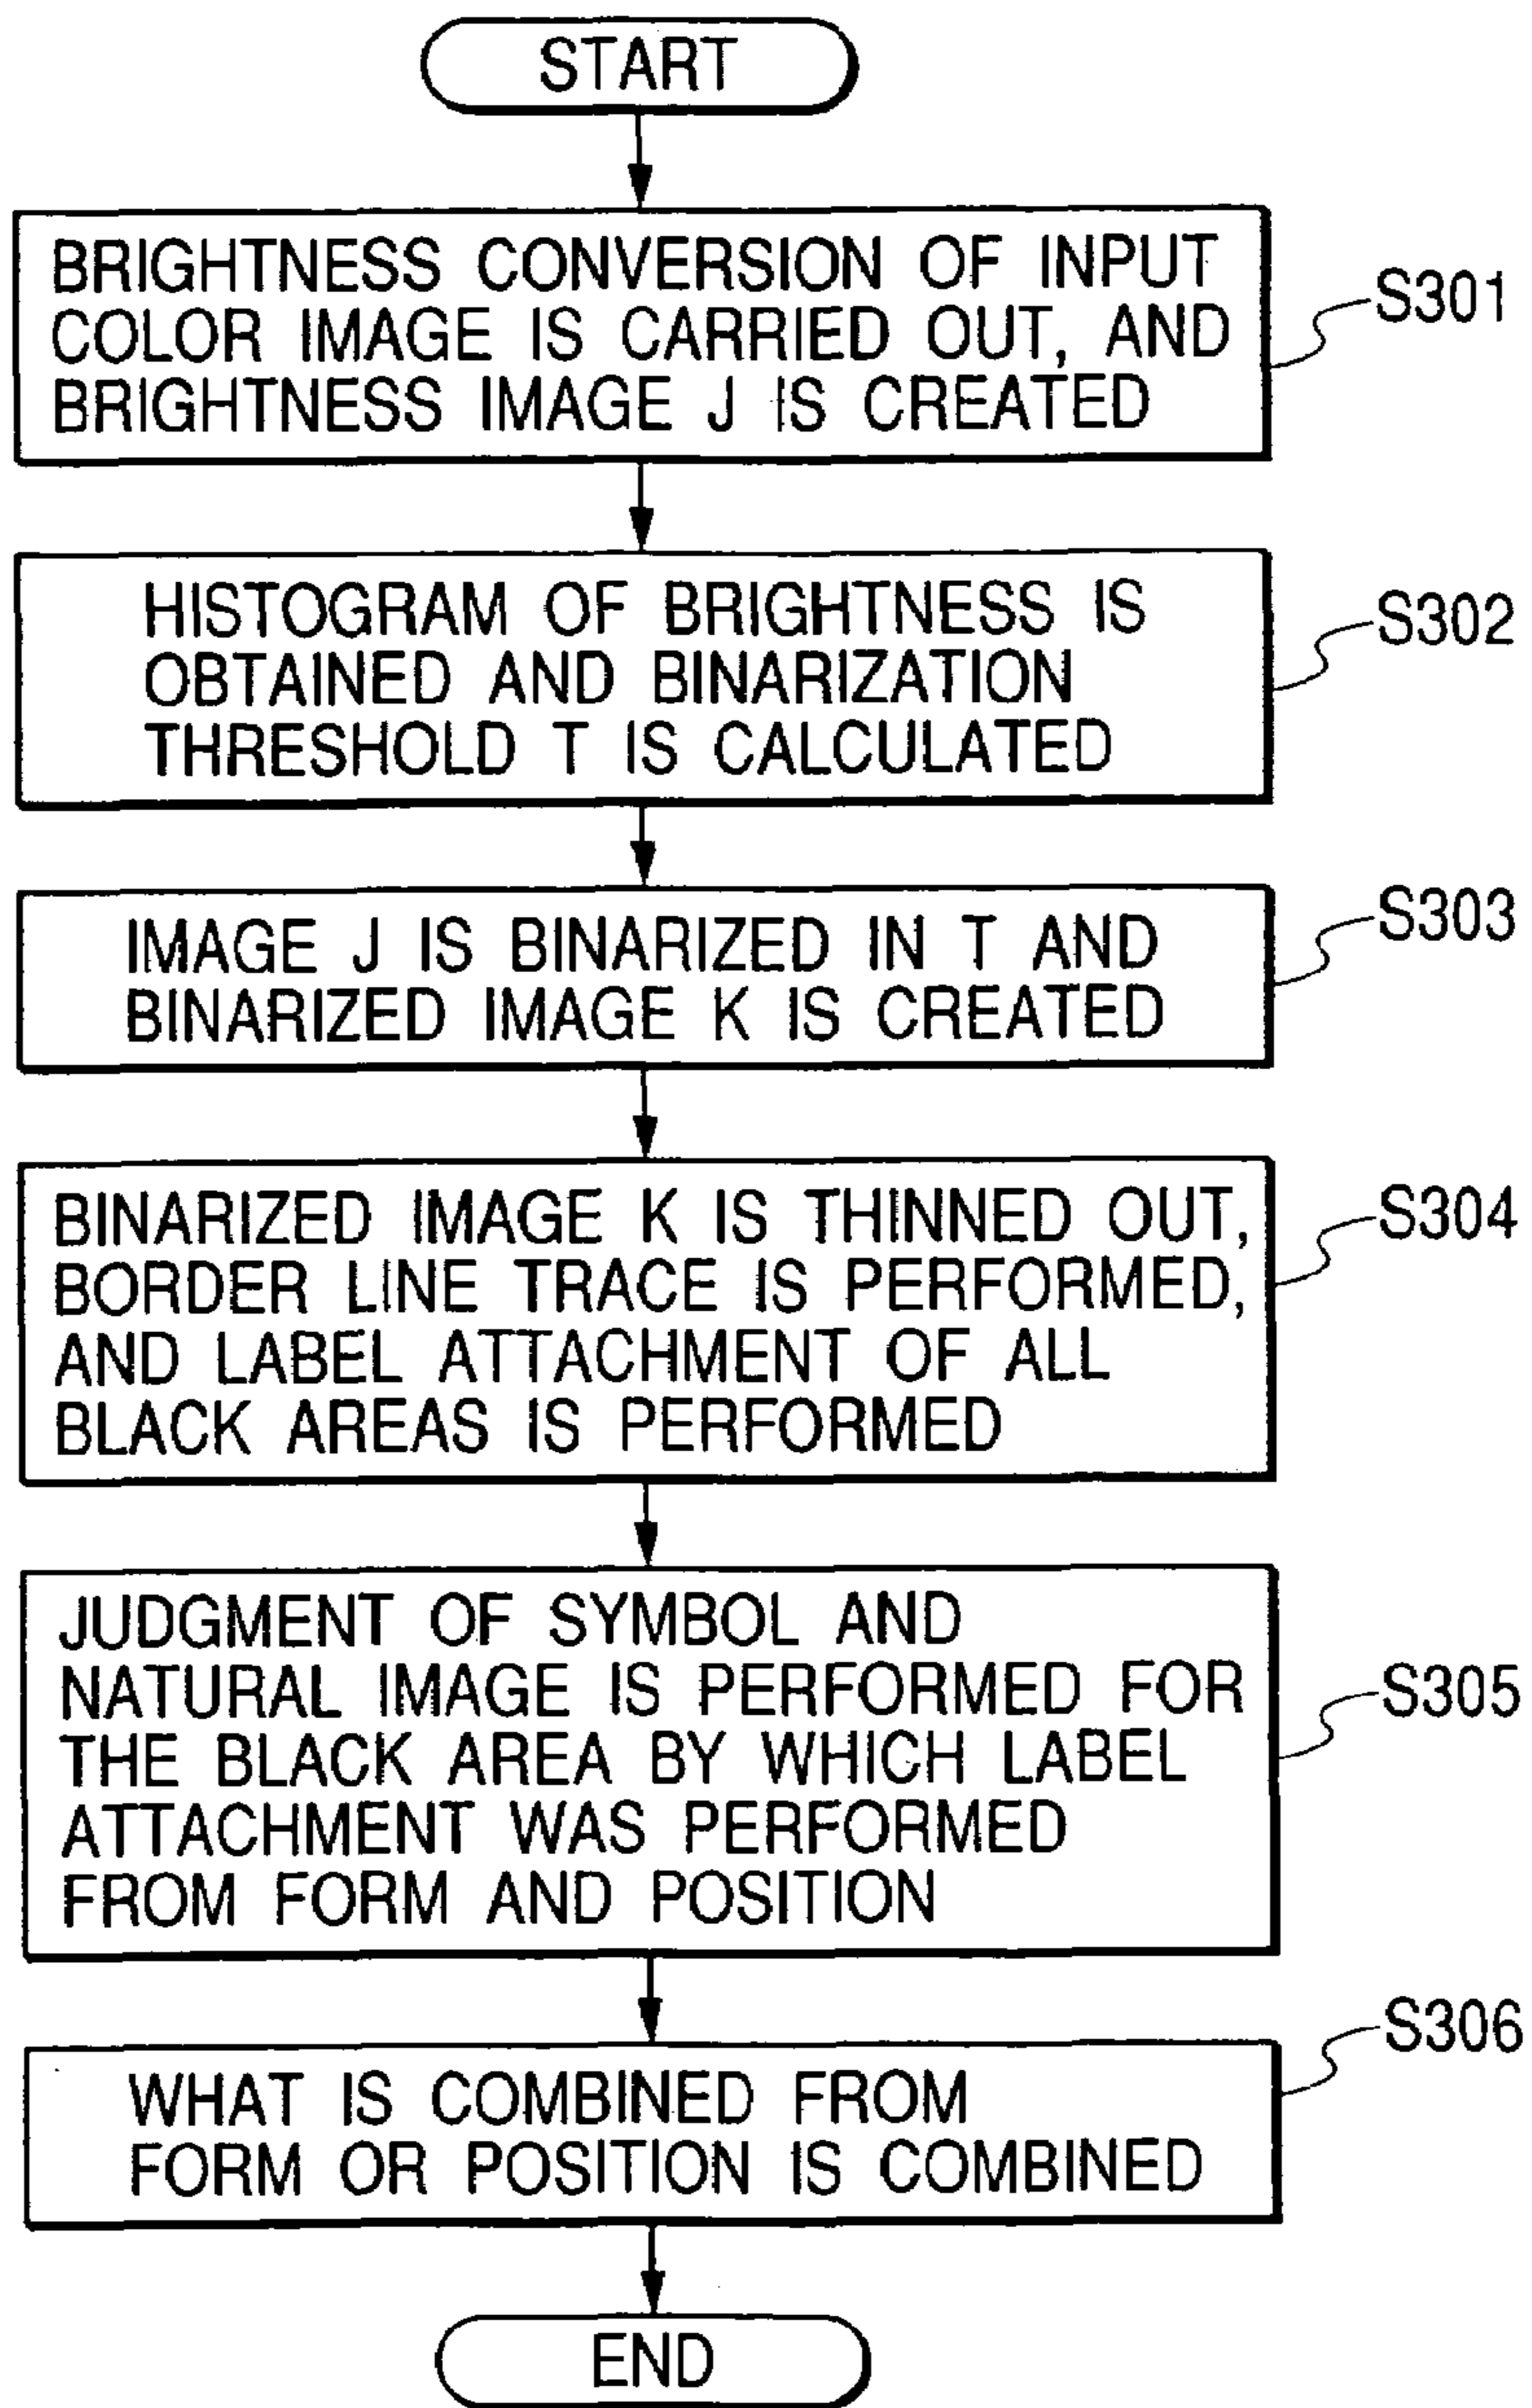 START
BRIGHTNESS CONVERSION OF INPUT
COLOR IMAGE IS CARRIED OUT, AND
BRIGHTNESS IMAGE J IS CREATED
S301
HISTOGRAM OF BRIGHTNESS IS
OBTAINED AND BINARIZATION
THRESHOLD T IS CALCULATED
S302
IMAGE J IS BINARIZED IN T AND
BINARIZED IMAGE K IS CREATED
S303
BINARIZED IMAGE K IS THINNED OUT,
BORDER LINE TRACE IS PERFORMED,
AND LABEL ATTACHMENT OF ALL
BLACK AREAS IS PERFORMED
S304
JUDGMENT OF SYMBOL AND
NATURAL IMAGE IS PERFORMED FOR
THE BLACK AREA BY WHICH LABEL
ATTACHMENT WAS PERFORMED
FROM FORM AND POSITION
S305
WHAT IS COMBINED FROM
FORM OR POSITION IS COMBINED
S306
END